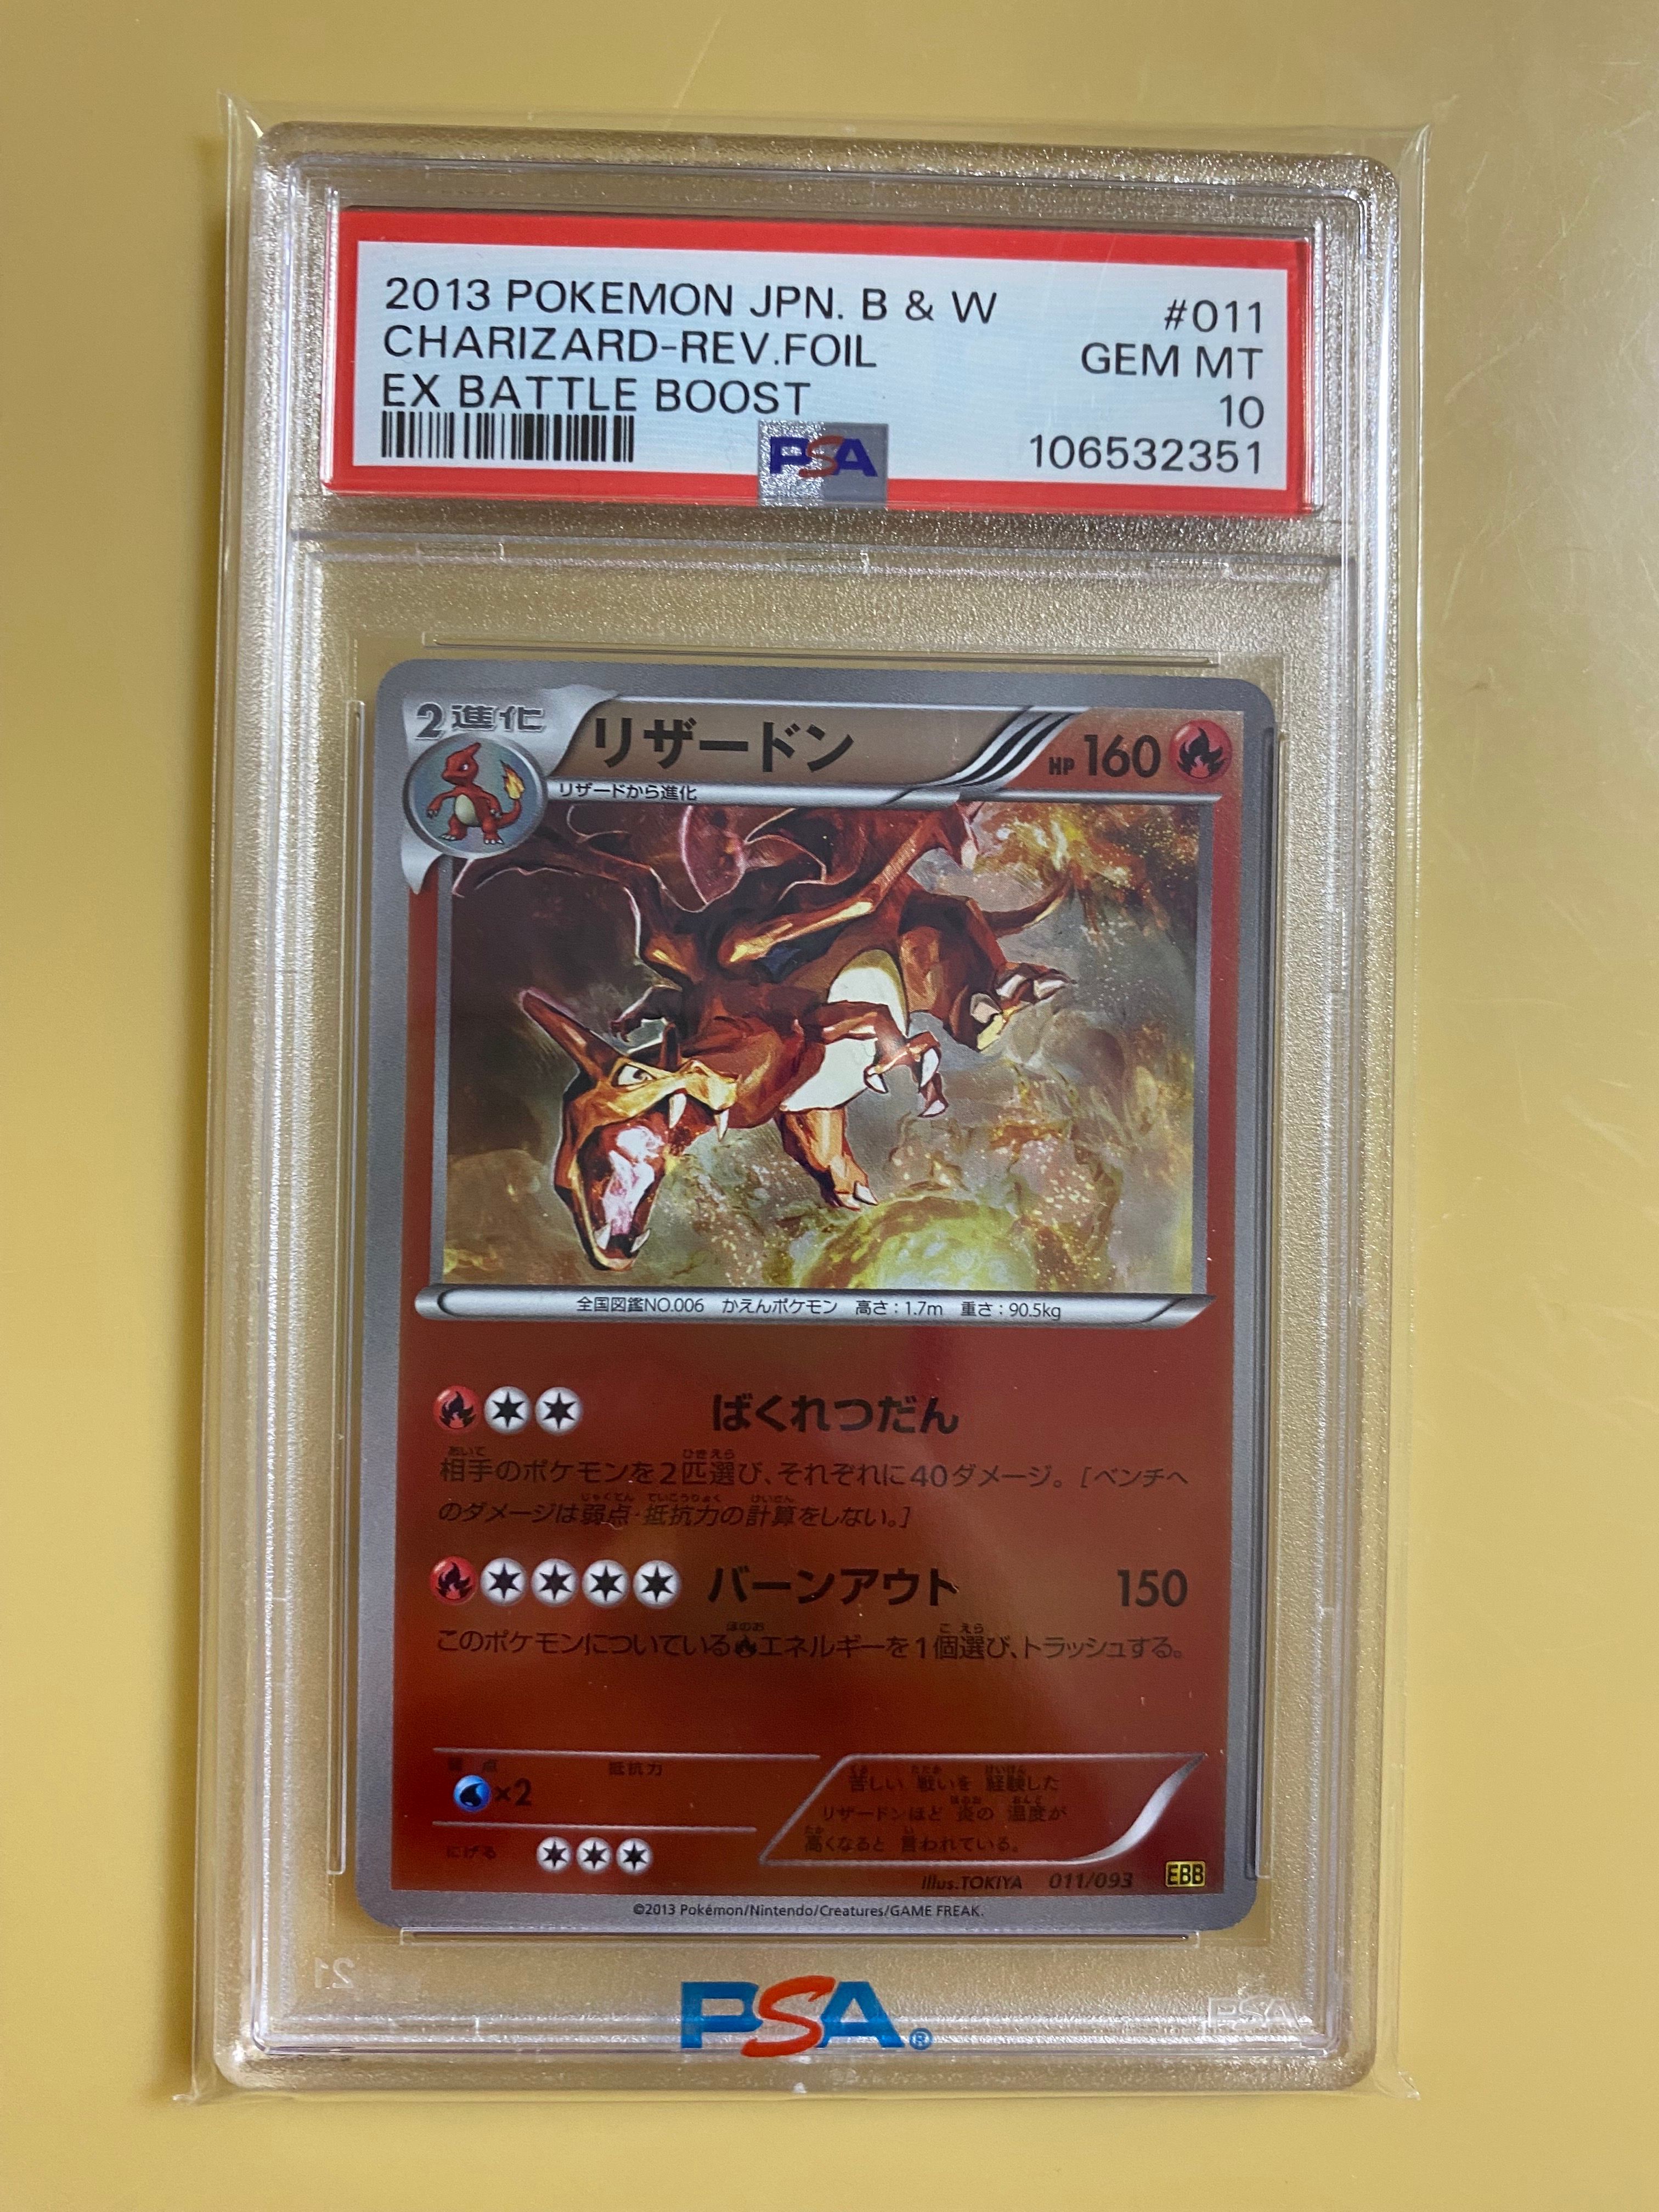 2013 POKEMON JPN. B & W #011
CHARIZARD-REV.FOIL GEM MT
EX BATTLE BOOST 10
PSA 106532351
2進化 リザードン HP160
リザードから進化
全国図鑑NO.006 かえんポケモン 高さ:1.7m 重さ:90.5kg
ばくれつだん
相手のポケモンを2匹選び、それぞれに40ダメージ。[ベンチへ
のダメージは弱点・抵抗力の計算をしない。]
バーンアウト 150
このポケモンについているエネルギーを1個選び、トラッシュする。
弱点 抵抗力
×2
にげる
苦しい 戦いを 経験した
リザードンほど 炎の 温度が
高くなると 言われている。
illus.TOKIYA 011/093 EBB
©2013 Pokémon/Nintendo/Creatures/GAME FREAK.
21
PSA®
PSA